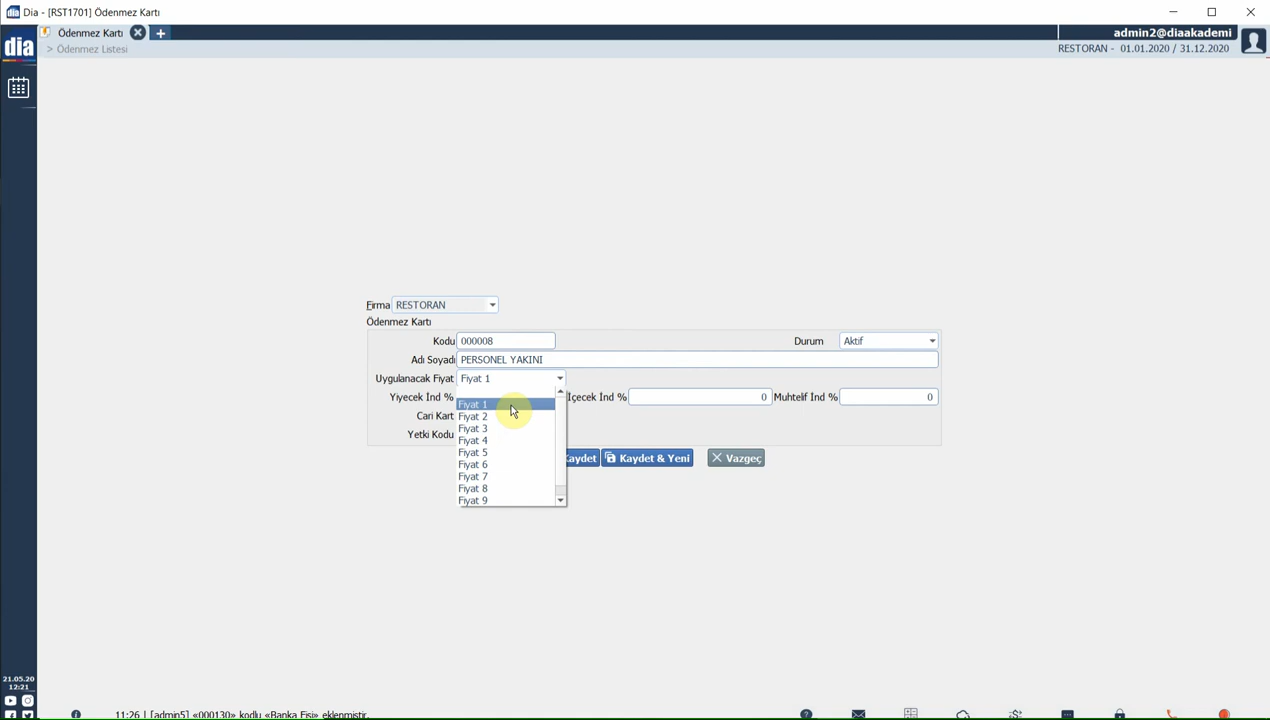 Dia - [RST1701] Ödenmez Kartı
dia
Ödenmez Kartı
admin2@diaakademi
> Ödenmez Listesi
RESTORAN - 01.01.2020 / 31.12.2020
Firma RESTORAN
Ödenmez Kartı
Kodu 000008 Durum Aktif
Adı Soyadı PERSONEL YAKINI
Uygulanacak Fiyat Fiyat 1
Yiyecek İnd % İçecek İnd % 0 Muhtelif İnd % 0
Fiyat 1
Cari Kart
Fiyat 2
Fiyat 3
Yetki Kodu
Fiyat 4
Fiyat 5
Kaydet Kaydet & Yeni Vazgeç
Fiyat 6
Fiyat 7
Fiyat 8
Fiyat 9
21.05.20
12:21
11:26 | [admin5] «000130» kodlu «Banka Fişi» eklenmiştir.